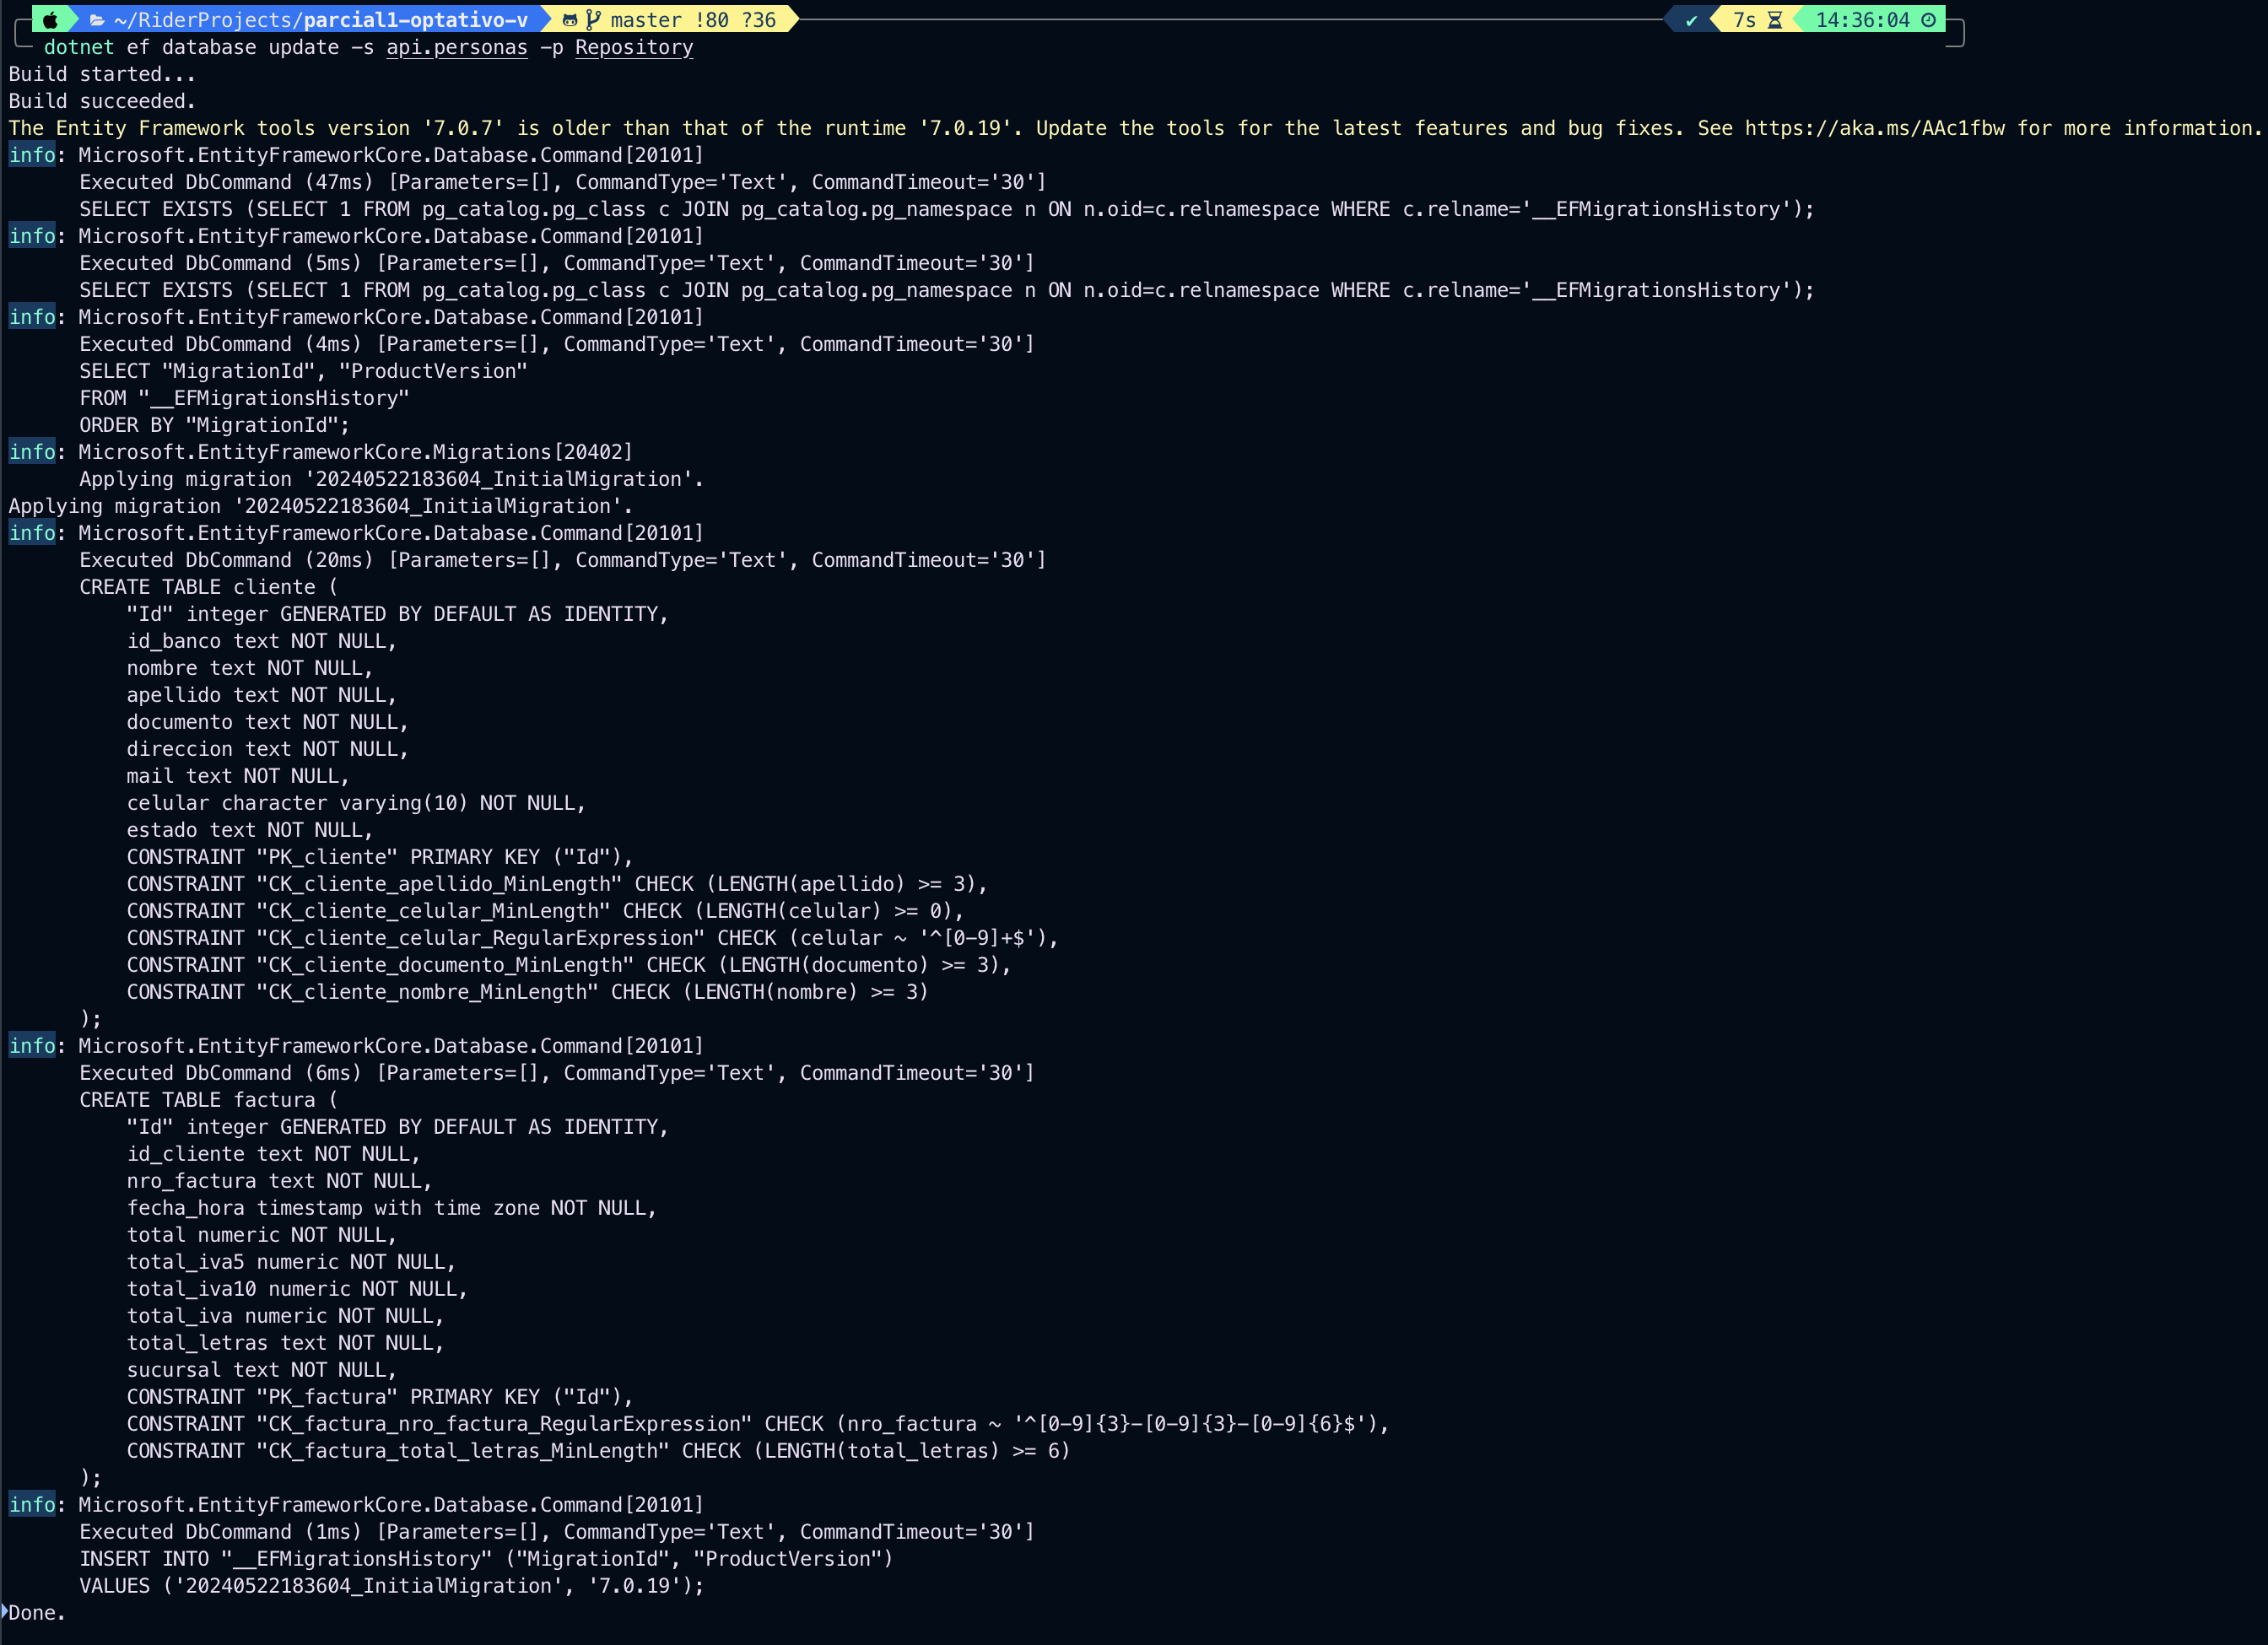 ~/RiderProjects/parcial1-optativo-v master !80 ?36 ✔ 7s 14:36:04
dotnet ef database update -s api.personas -p Repository
Build started...
Build succeeded.
The Entity Framework tools version '7.0.7' is older than that of the runtime '7.0.19'. Update the tools for the latest features and bug fixes. See https://aka.ms/AAc1fbw for more information.
info: Microsoft.EntityFrameworkCore.Database.Command[20101]
      Executed DbCommand (47ms) [Parameters=[], CommandType='Text', CommandTimeout='30']
      SELECT EXISTS (SELECT 1 FROM pg_catalog.pg_class c JOIN pg_catalog.pg_namespace n ON n.oid=c.relnamespace WHERE c.relname='__EFMigrationsHistory');
info: Microsoft.EntityFrameworkCore.Database.Command[20101]
      Executed DbCommand (5ms) [Parameters=[], CommandType='Text', CommandTimeout='30']
      SELECT EXISTS (SELECT 1 FROM pg_catalog.pg_class c JOIN pg_catalog.pg_namespace n ON n.oid=c.relnamespace WHERE c.relname='__EFMigrationsHistory');
info: Microsoft.EntityFrameworkCore.Database.Command[20101]
      Executed DbCommand (4ms) [Parameters=[], CommandType='Text', CommandTimeout='30']
      SELECT "MigrationId", "ProductVersion"
      FROM "__EFMigrationsHistory"
      ORDER BY "MigrationId";
info: Microsoft.EntityFrameworkCore.Migrations[20402]
      Applying migration '20240522183604_InitialMigration'.
Applying migration '20240522183604_InitialMigration'.
info: Microsoft.EntityFrameworkCore.Database.Command[20101]
      Executed DbCommand (20ms) [Parameters=[], CommandType='Text', CommandTimeout='30']
      CREATE TABLE cliente (
          "Id" integer GENERATED BY DEFAULT AS IDENTITY,
          id_banco text NOT NULL,
          nombre text NOT NULL,
          apellido text NOT NULL,
          documento text NOT NULL,
          direccion text NOT NULL,
          mail text NOT NULL,
          celular character varying(10) NOT NULL,
          estado text NOT NULL,
          CONSTRAINT "PK_cliente" PRIMARY KEY ("Id"),
          CONSTRAINT "CK_cliente_apellido_MinLength" CHECK (LENGTH(apellido) >= 3),
          CONSTRAINT "CK_cliente_celular_MinLength" CHECK (LENGTH(celular) >= 0),
          CONSTRAINT "CK_cliente_celular_RegularExpression" CHECK (celular ~ '^[0-9]+$'),
          CONSTRAINT "CK_cliente_documento_MinLength" CHECK (LENGTH(documento) >= 3),
          CONSTRAINT "CK_cliente_nombre_MinLength" CHECK (LENGTH(nombre) >= 3)
      );
info: Microsoft.EntityFrameworkCore.Database.Command[20101]
      Executed DbCommand (6ms) [Parameters=[], CommandType='Text', CommandTimeout='30']
      CREATE TABLE factura (
          "Id" integer GENERATED BY DEFAULT AS IDENTITY,
          id_cliente text NOT NULL,
          nro_factura text NOT NULL,
          fecha_hora timestamp with time zone NOT NULL,
          total numeric NOT NULL,
          total_iva5 numeric NOT NULL,
          total_iva10 numeric NOT NULL,
          total_iva numeric NOT NULL,
          total_letras text NOT NULL,
          sucursal text NOT NULL,
          CONSTRAINT "PK_factura" PRIMARY KEY ("Id"),
          CONSTRAINT "CK_factura_nro_factura_RegularExpression" CHECK (nro_factura ~ '^[0-9]{3}-[0-9]{3}-[0-9]{6}$'),
          CONSTRAINT "CK_factura_total_letras_MinLength" CHECK (LENGTH(total_letras) >= 6)
      );
info: Microsoft.EntityFrameworkCore.Database.Command[20101]
      Executed DbCommand (1ms) [Parameters=[], CommandType='Text', CommandTimeout='30']
      INSERT INTO "__EFMigrationsHistory" ("MigrationId", "ProductVersion")
      VALUES ('20240522183604_InitialMigration', '7.0.19');
Done.